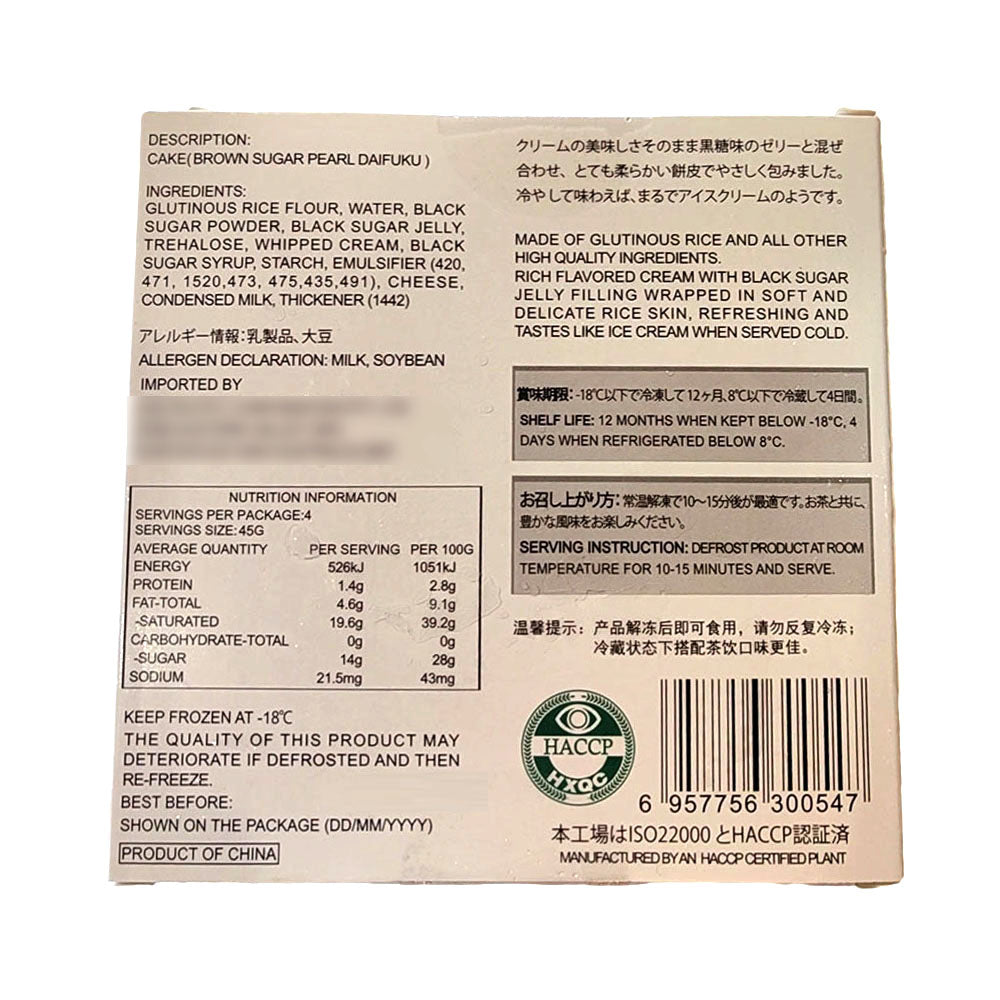 DESCRIPTION:
CAKE(BROWN SUGAR PEARL DAIFUKU )
INGREDIENTS:
GLUTINOUS RICE FLOUR, WATER, BLACK
SUGAR POWDER, BLACK SUGAR JELLY,
TREHALOSE, WHIPPED CREAM, BLACK
SUGAR SYRUP, STARCH, EMULSIFIER (420,
471, 1520,473, 475,435,491), CHEESE,
CONDENSED MILK, THICKENER (1442)
アレルギー情報:乳製品、大豆
ALLERGEN DECLARATION: MILK, SOYBEAN
IMPORTED BY
NUTRITION INFORMATION
SERVINGS PER PACKAGE:4
SERVINGS SIZE:45G
AVERAGE QUANTITY PER SERVING PER 100G
ENERGY 526kJ 1051kJ
PROTEIN 1.4g 2.8g
FAT-TOTAL 4.6g 9.1g
-SATURATED 19.6g 39.2g
CARBOHYDRATE-TOTAL 0g 0g
-SUGAR 14g 28g
SODIUM 21.5mg 43mg
KEEP FROZEN AT -18℃
THE QUALITY OF THIS PRODUCT MAY
DETERIORATE IF DEFROSTED AND THEN
RE-FREEZE.
BEST BEFORE:
SHOWN ON THE PACKAGE (DD/MM/YYYY)
PRODUCT OF CHINA
クリームの美味しさそのまま黒糖味のゼリーと混ぜ
合わせ、とても柔らかい餅皮でやさしく包みました。
冷やして味わえば、まるでアイスクリームのようです。
MADE OF GLUTINOUS RICE AND ALL OTHER
HIGH QUALITY INGREDIENTS.
RICH FLAVORED CREAM WITH BLACK SUGAR
JELLY FILLING WRAPPED IN SOFT AND
DELICATE RICE SKIN, REFRESHING AND
TASTES LIKE ICE CREAM WHEN SERVED COLD.
賞味期限: -18℃以下で冷凍して12ヶ月、8℃以下で冷蔵して4日間。
SHELF LIFE: 12 MONTHS WHEN KEPT BELOW -18°C, 4
DAYS WHEN REFRIGERATED BELOW 8°C.
お召し上がり方: 常温解凍で10～15分後が最適です。お茶と共に、
豊かな風味をお楽しみください。
SERVING INSTRUCTION: DEFROST PRODUCT AT ROOM
TEMPERATURE FOR 10-15 MINUTES AND SERVE.
温馨提示：产品解冻后即可食用，请勿反复冷冻；
冷藏状态下搭配茶饮口味更佳。
HACCP
HXQC
6 957756 300547
本工場はISO22000 とHACCP認証済
MANUFACTURED BY AN HACCP CERTIFIED PLANT